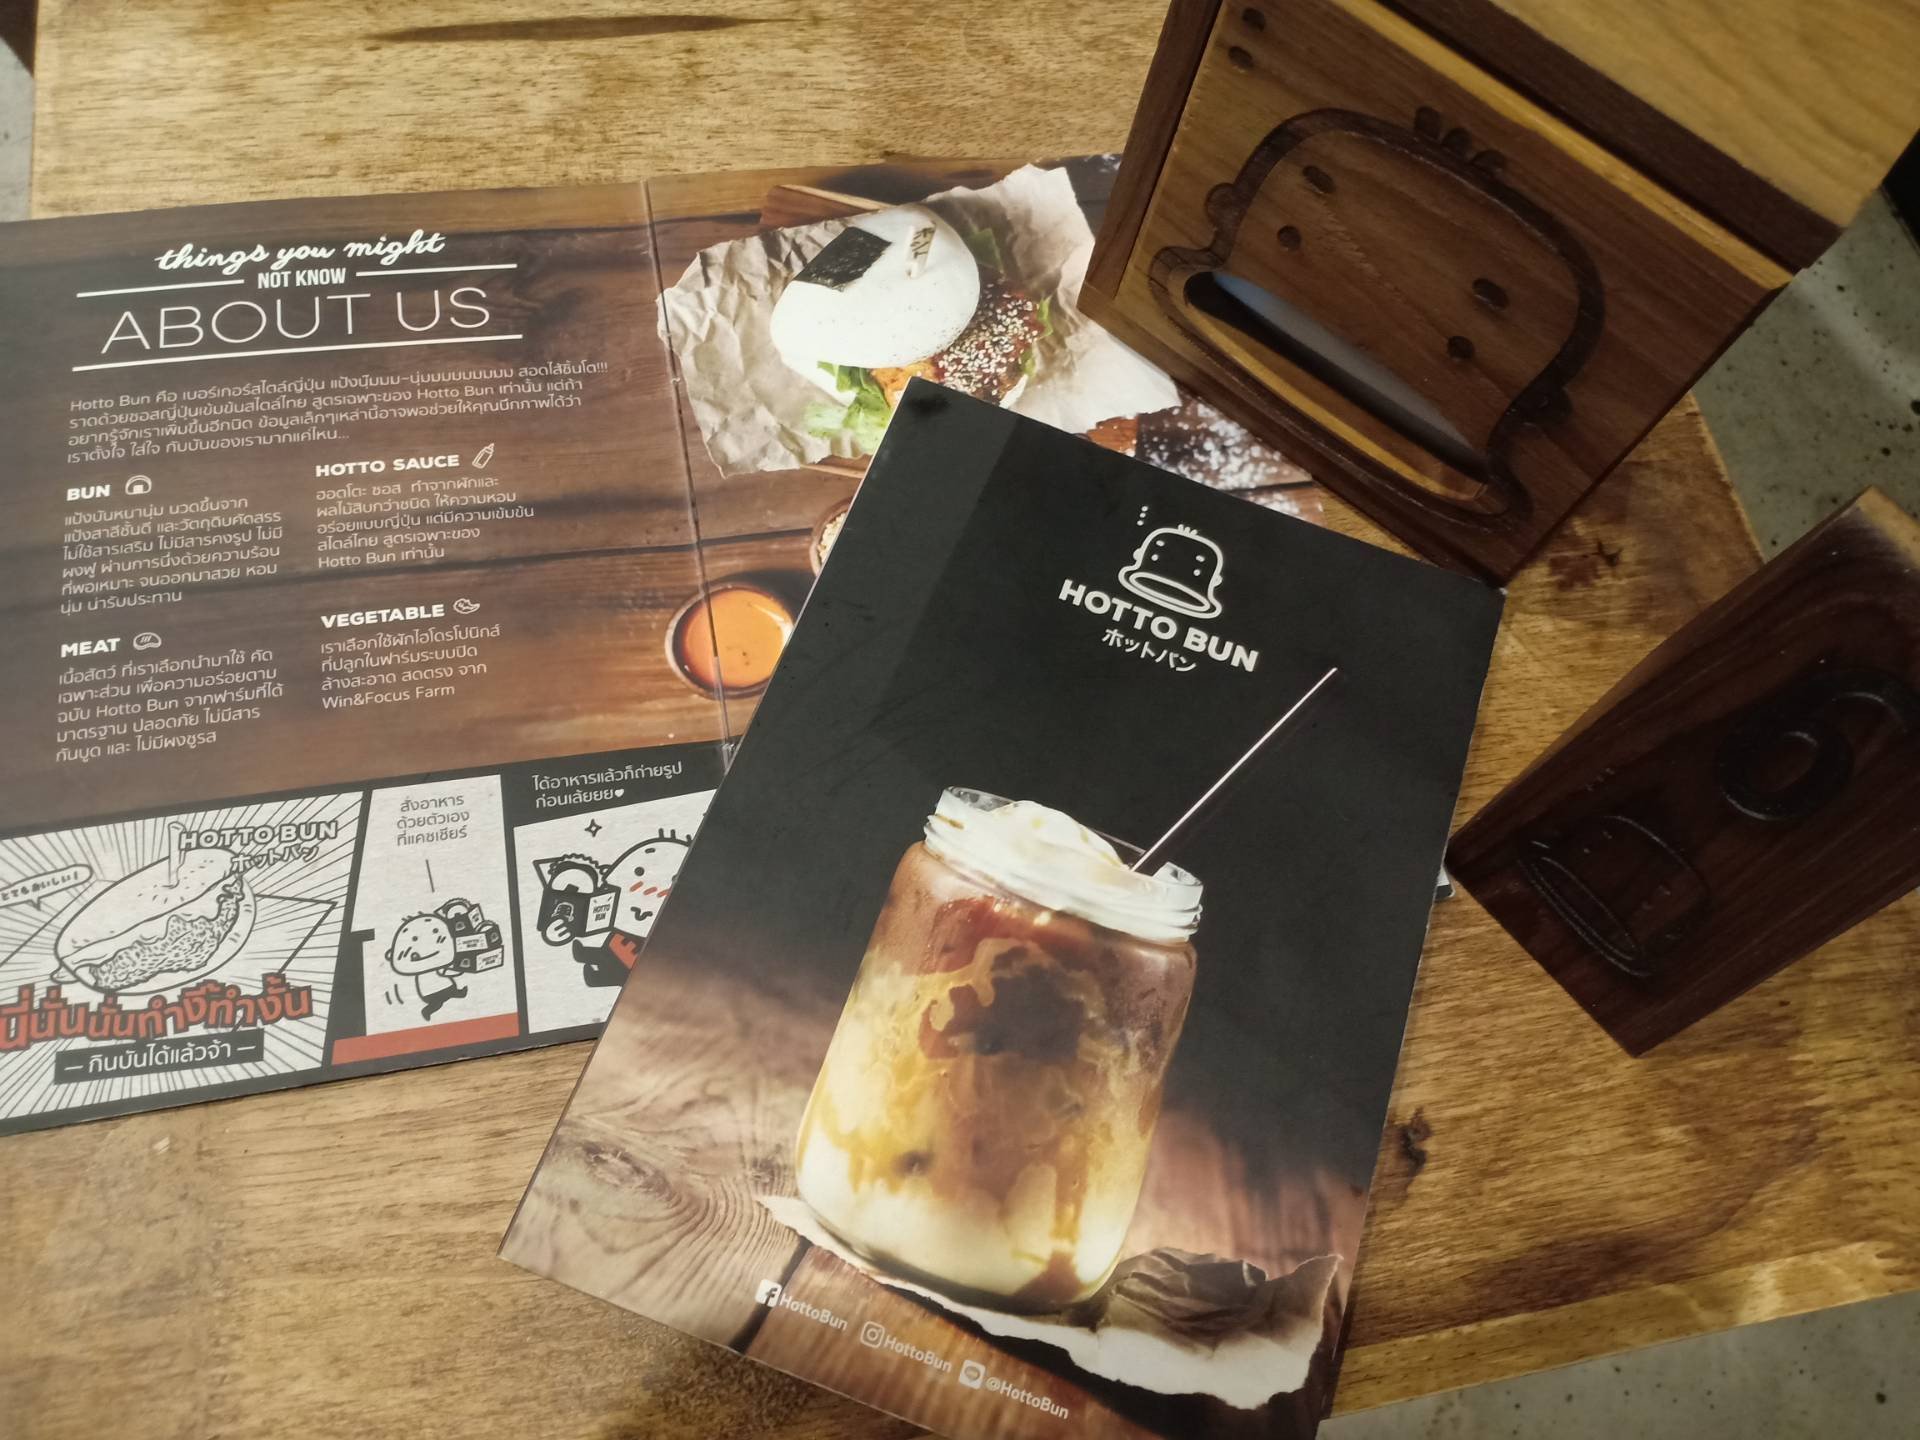 things you might
NOT KNOW
ABOUT US
Hotto Bun คือ เบอร์เกอร์สไตล์ญี่ปุ่น แป้งนุ๊มมม-นุ่มมมมมมมมม สอดไส้ชิ้นโต!!!
ราดด้วยซอสญี่ปุ่นเข้มข้นสไตล์ไทย สูตรเฉพาะของ Hotto Bun เท่านั้น แต่ถ้า
อยากรู้จักเราเพิ่มขึ้นอีกนิด ข้อมูลเล็กๆเหล่านี้อาจพอช่วยให้คุณนึกภาพได้ว่า
เราตั้งใจ ใส่ใจ กับบันของเรามากแค่ไหน...
BUN
แป้งบันหนานุ่ม นวดขึ้นจาก
แป้งสาลีชั้นดี และวัตถุดิบคัดสรร
ไม่ใช้สารเสริม ไม่มีสารคงรูป ไม่มี
ผงฟู ผ่านการนึ่งด้วยความร้อน
ที่พอเหมาะ จนออกมาสวย หอม
นุ่ม น่ารับประทาน
MEAT
เนื้อสัตว์ ที่เราเลือกนำมาใช้ คัด
เฉพาะส่วน เพื่อความอร่อยตาม
ฉบับ Hotto Bun จากฟาร์มที่ได้
มาตรฐาน ปลอดภัย ไม่มีสาร
กันบูด และ ไม่มีผงชูรส
HOTTO SAUCE
ฮอตโตะ ซอส ทำจากผักและ
ผลไม้สิบกว่าชนิด ให้ความหอม
อร่อยแบบญี่ปุ่น แต่มีความเข้มข้น
สไตล์ไทย สูตรเฉพาะของ
Hotto Bun เท่านั้น
VEGETABLE
เราเลือกใช้ผักไฮโดรโปนิกส์
ที่ปลูกในฟาร์มระบบปิด
ล้างสะอาด สดตรง จาก
Win&Focus Farm
HOTTO BUN
ホットバン
とてもおいしい!
นี่นั่นนั่นทำงี้ทำงั้น
— กินบันได้แล้วจ้า —
สั่งอาหาร
ด้วยตัวเอง
ที่แคชเชียร์
ได้อาหารแล้วก็ถ่ายรูป
ก่อนเล้ยยย♥
HOTTO
BUN
HOTTO BUN
ホットバン
HottoBun
HottoBun
@HottoBun